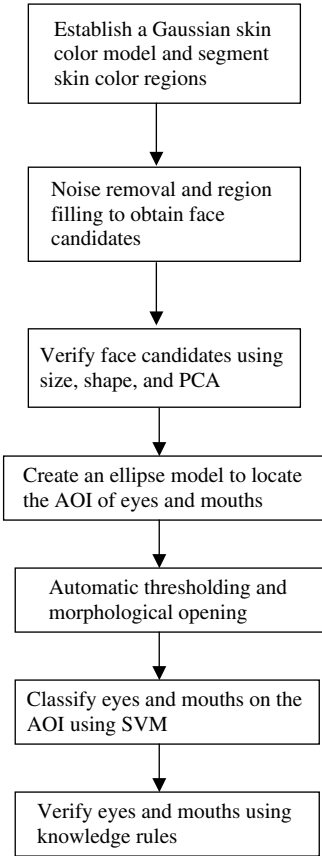 Establish a Gaussian skin
color model and segment
skin color regions
Noise removal and region
filling to obtain face
candidates
Verify face candidates using
size, shape, and PCA
Create an ellipse model to locate
the AOI of eyes and mouths
Automatic thresholding and
morphological opening
Classify eyes and mouths on the
AOI using SVM
Verify eyes and mouths using
knowledge rules